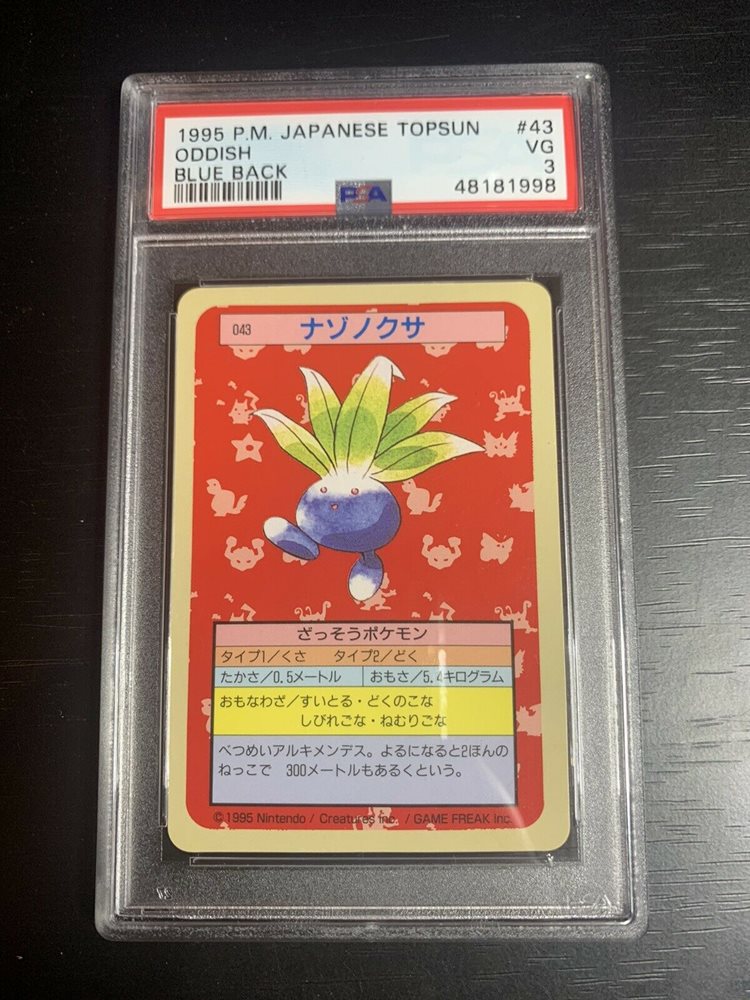 1995 P.M. JAPANESE TOPSUN #43
ODDISH VG
BLUE BACK 3
PSA 48181998
043 ナゾノクサ
ざっそうポケモン
タイプ1/くさ タイプ2/どく
たかさ/0.5メートル おもさ/5.4キログラム
おもなわざ/すいとる・どくのこな
しびれごな・ねむりごな
べつめいアルキメンデス。よるになると2ほんの
ねっこで 300メートルもあるくという。
©1995 Nintendo / Creatures inc. / GAME FREAK inc.